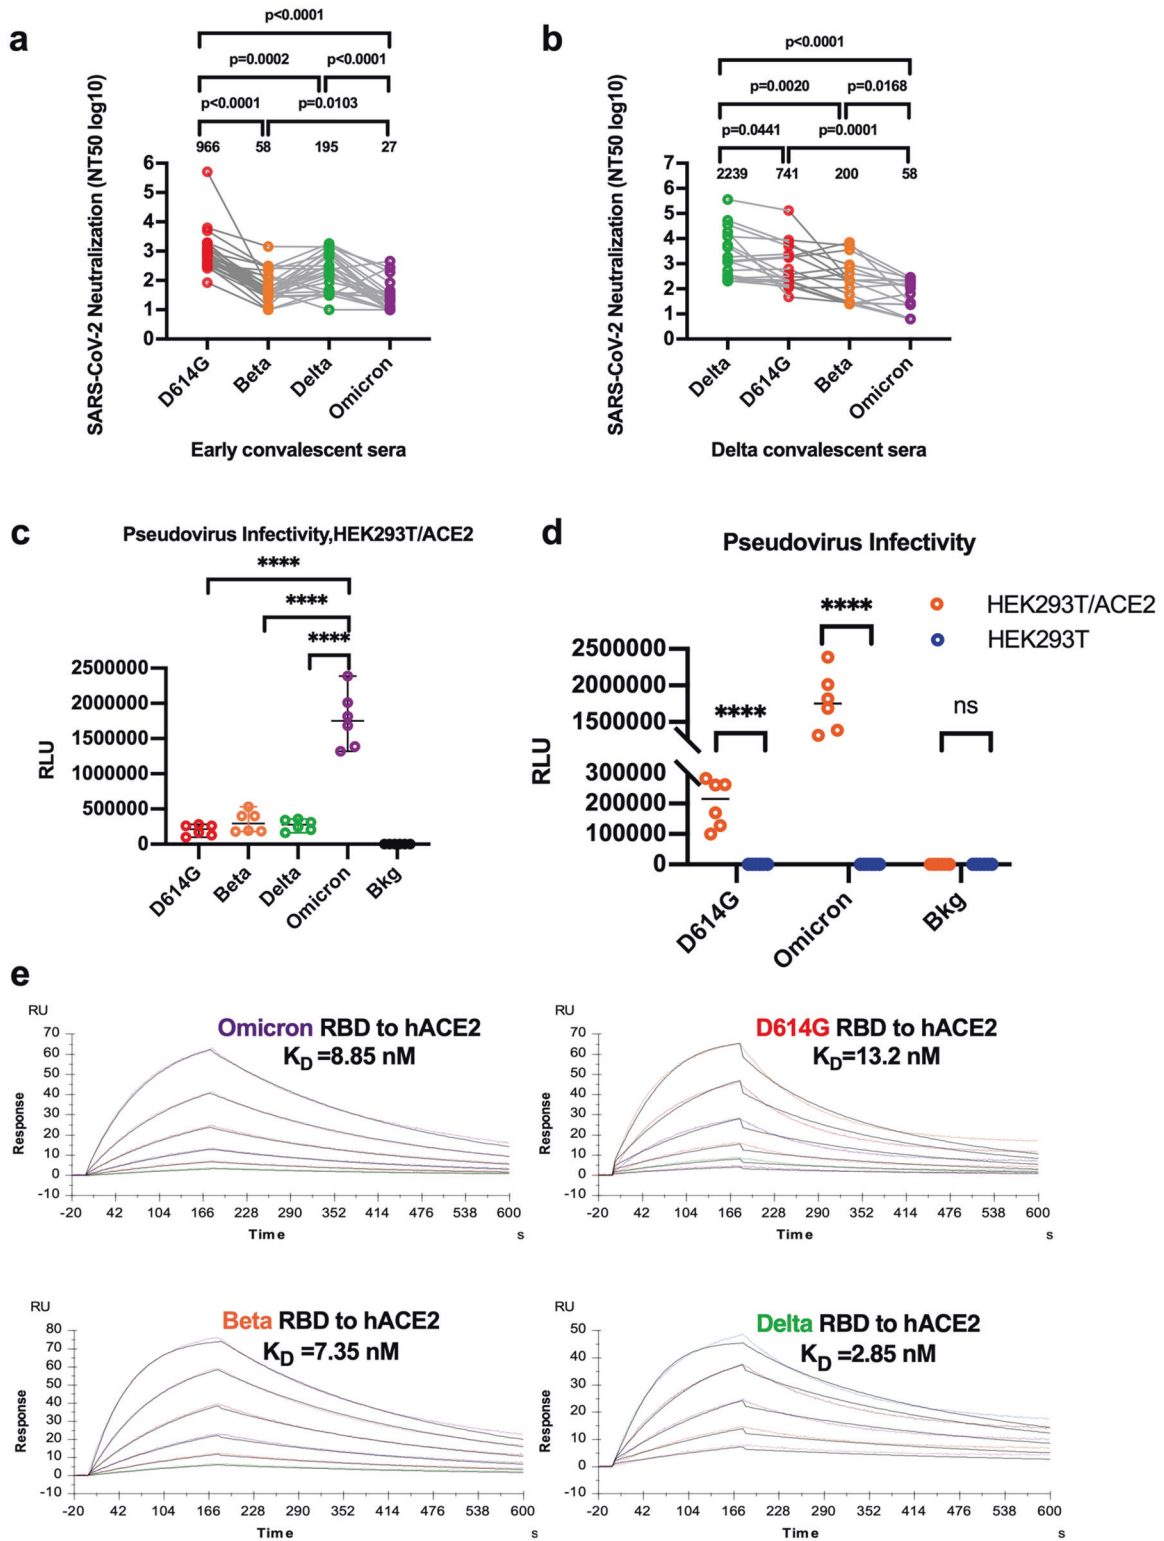 a
p<0.0001
p=0.0002 p<0.0001
p<0.0001 p=0.0103
966 58 195 27
SARS-CoV-2 Neutralization (NT50 log10)
6
5
4
3
2
1
0
D614G Beta Delta Omicron
Early convalescent sera
b
p<0.0001
p=0.0020 p=0.0168
p=0.0441 p=0.0001
2239 741 200 58
SARS-CoV-2 Neutralization (NT50 log10)
7
6
5
4
3
2
1
0
Delta D614G Beta Omicron
Delta convalescent sera
c
Pseudovirus Infectivity,HEK293T/ACE2
****
****
****
RLU
2500000
2000000
1500000
1000000
500000
0
D614G Beta Delta Omicron Bkg
d
Pseudovirus Infectivity
HEK293T/ACE2
HEK293T
****
****
ns
RLU
2500000
2000000
1500000
300000
200000
100000
0
D614G Omicron Bkg
e
RU
Omicron RBD to hACE2
KD =8.85 nM
Response
70
60
50
40
30
20
10
0
-10
-20 42 104 166 228 290 352 414 476 538 600
Time s
RU
D614G RBD to hACE2
KD=13.2 nM
Response
70
60
50
40
30
20
10
0
-10
-20 42 104 166 228 290 352 414 476 538 600
Time s
RU
Beta RBD to hACE2
KD =7.35 nM
Response
80
70
60
50
40
30
20
10
0
-10
-20 42 104 166 228 290 352 414 476 538 600
Time s
RU
Delta RBD to hACE2
KD =2.85 nM
Response
50
40
30
20
10
0
-10
-20 42 104 166 228 290 352 414 476 538 600
Time s